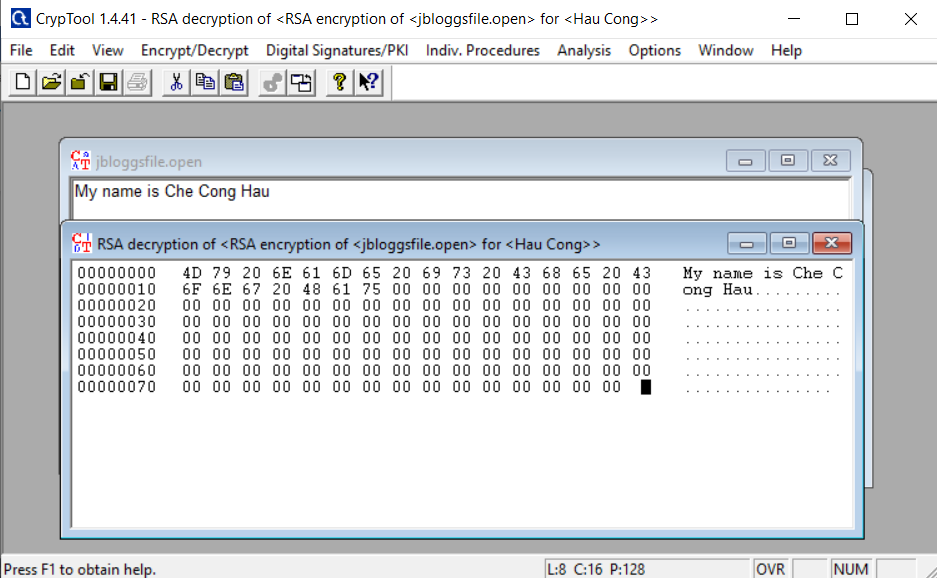 CrypTool 1.4.41 - RSA decryption of <RSA encryption of <jbloggsfile.open> for <Hau Cong>>
File Edit View Encrypt/Decrypt Digital Signatures/PKI Indiv. Procedures Analysis Options Window Help
jbloggsfile.open
My name is Che Cong Hau
RSA decryption of <RSA encryption of <jbloggsfile.open> for <Hau Cong>>
00000000 4D 79 20 6E 61 6D 65 20 69 73 20 43 68 65 20 43 My name is Che C
00000010 6F 6E 67 20 48 61 75 00 00 00 00 00 00 00 00 00 ong Hau.........
00000020 00 00 00 00 00 00 00 00 00 00 00 00 00 00 00 00 ................
00000030 00 00 00 00 00 00 00 00 00 00 00 00 00 00 00 00 ................
00000040 00 00 00 00 00 00 00 00 00 00 00 00 00 00 00 00 ................
00000050 00 00 00 00 00 00 00 00 00 00 00 00 00 00 00 00 ................
00000060 00 00 00 00 00 00 00 00 00 00 00 00 00 00 00 00 ................
00000070 00 00 00 00 00 00 00 00 00 00 00 00 00 00 00 ...............
Press F1 to obtain help. L:8 C:16 P:128 OVR NUM